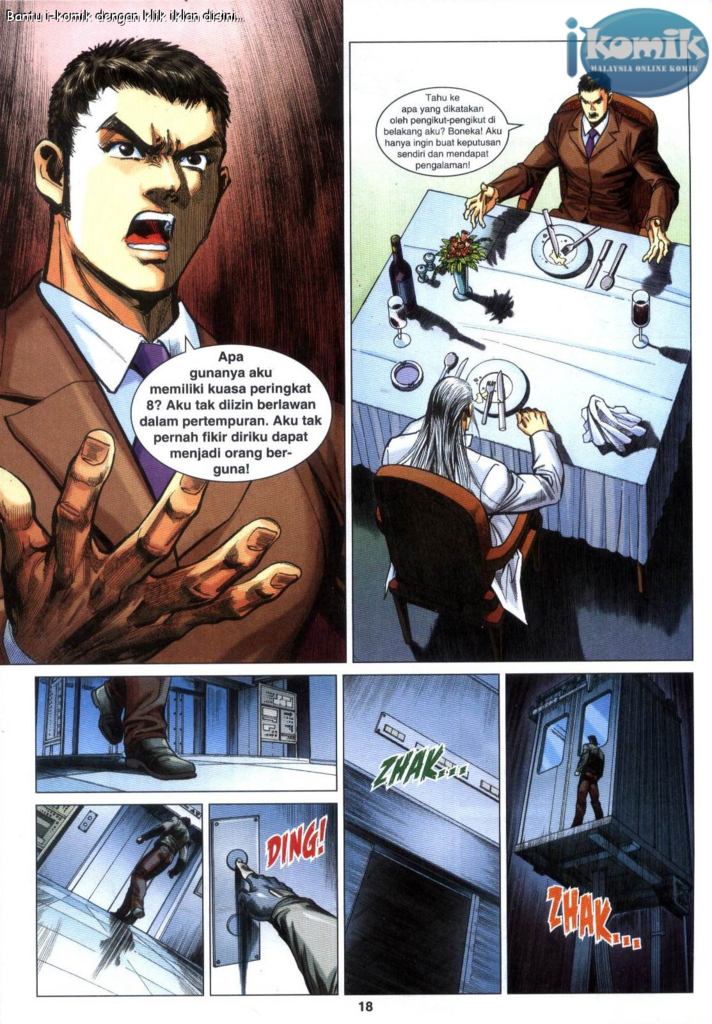 Bantu i-komik dengan klik iklan disini...
ikomik
MALAYSIA ONLINE KOMIK
Apa
gunanya aku
memiliki kuasa peringkat
8? Aku tak diizin berlawan
dalam pertempuran. Aku tak
pernah fikir diriku dapat
menjadi orang ber-
guna!
Tahu ke
apa yang dikatakan
oleh pengikut-pengikut di
belakang aku? Boneka! Aku
hanya ingin buat keputusan
sendiri dan mendapat
pengalaman!
DING!
ZHAK...
ZHAK...
18